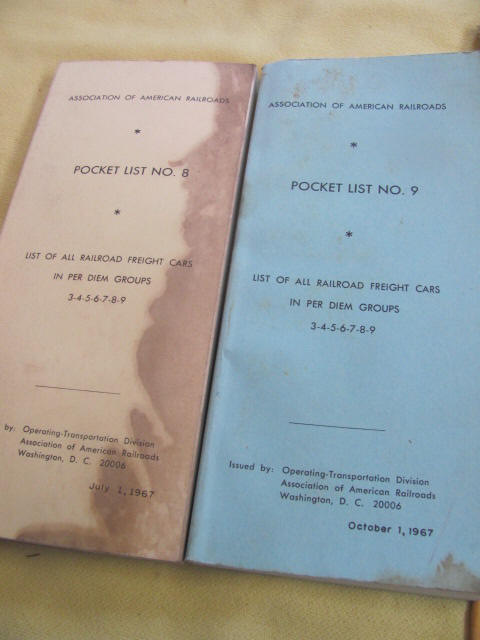 ASSOCIATION OF AMERICAN RAILROADS
*
POCKET LIST NO. 8
*
LIST OF ALL RAILROAD FREIGHT CARS
IN PER DIEM GROUPS
3-4-5-6-7-8-9
by: Operating-Transportation Division
Association of American Railroads
Washington, D. C. 20006
July 1, 1967
ASSOCIATION OF AMERICAN RAILROADS
*
POCKET LIST NO. 9
*
LIST OF ALL RAILROAD FREIGHT CARS
IN PER DIEM GROUPS
3-4-5-6-7-8-9
Issued by: Operating-Transportation Division
Association of American Railroads
Washington, D. C. 20006
October 1, 1967